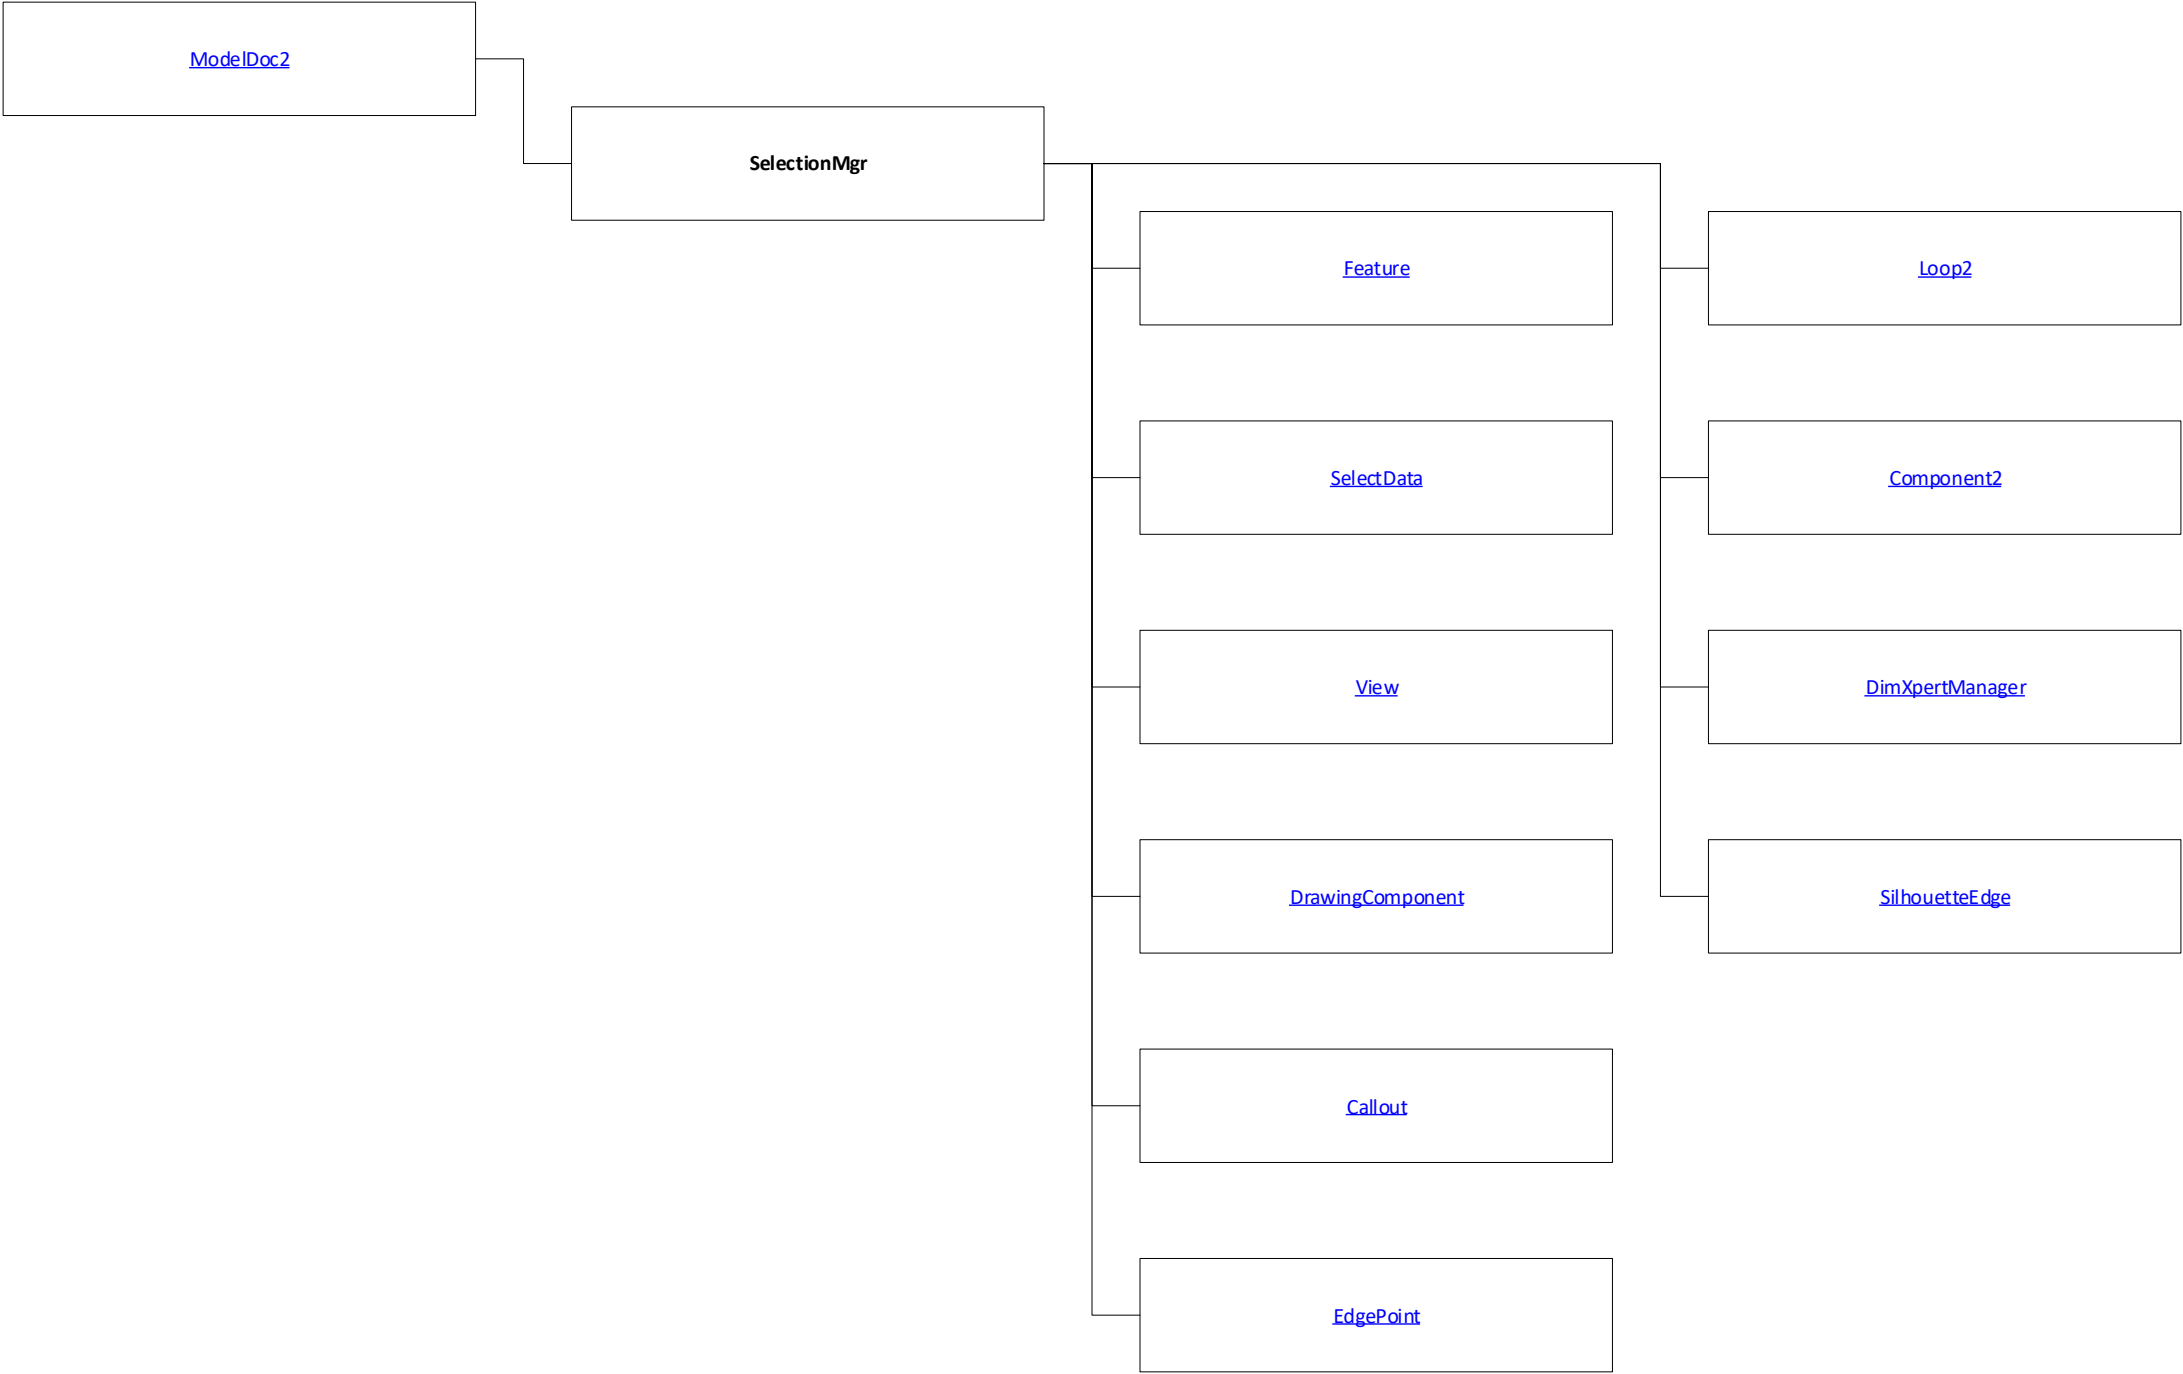 ModelDoc2
SelectionMgr
Feature
Loop2
SelectData
Component2
View
DimXpertManager
DrawingComponent
SilhouetteEdge
Callout
EdgePoint